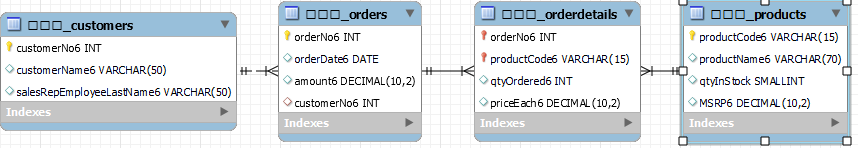 □□□_customers
customerNo6 INT
customerName6 VARCHAR(50)
salesRepEmployeeLastName6 VARCHAR(50)
Indexes
□□□_orders
orderNo6 INT
orderDate6 DATE
amount6 DECIMAL(10,2)
customerNo6 INT
Indexes
□□□_orderdetails
orderNo6 INT
productCode6 VARCHAR(15)
qtyOrdered6 INT
priceEach6 DECIMAL(10,2)
Indexes
□□□_products
productCode6 VARCHAR(15)
productName6 VARCHAR(70)
qtyInStock SMALLINT
MSRP6 DECIMAL(10,2)
Indexes